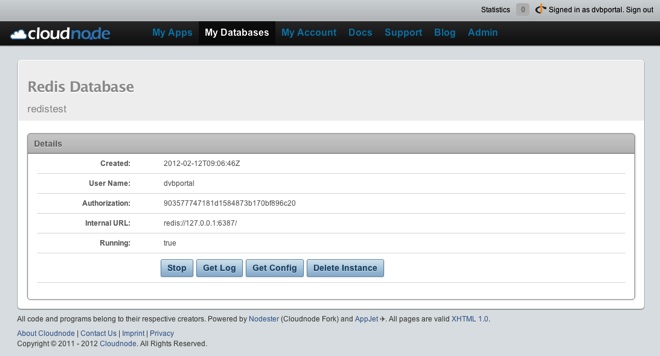 Statistics 0 Signed in as dvbportal. Sign out
cloudno.de My Apps My Databases My Account Docs Support Blog Admin
Redis Database
redistest
Details
Created: 2012-02-12T09:06:46Z
User Name: dvbportal
Authorization: 903577747181d1584873b170bf896c20
Internal URL: redis://127.0.0.1:6387/
Running: true
Stop Get Log Get Config Delete Instance
All code and programs belong to their respective creators. Powered by Nodester (Cloudnode Fork) and AppJet ✈. All pages are valid XHTML 1.0.
About Cloudnode | Contact Us | Imprint | Privacy
Copyright © 2011 - 2012 Cloudnode. All Rights Reserved.